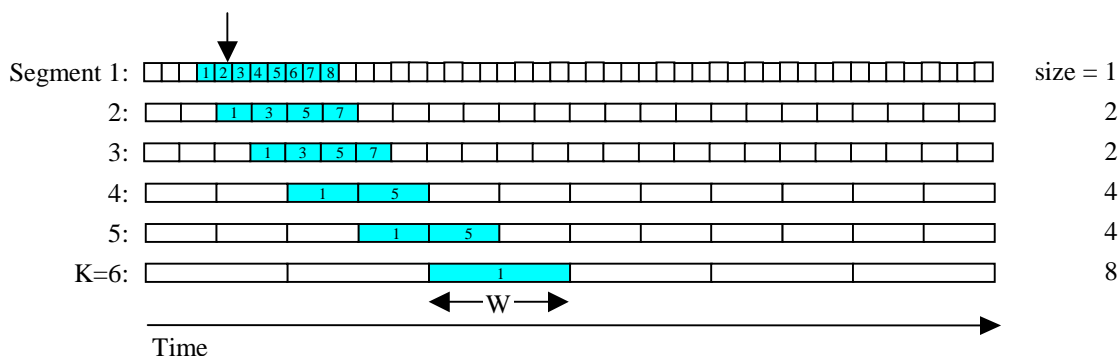 Segment 1: 1 2 3 4 5 6 7 8 size = 1
2: 1 3 5 7 2
3: 1 3 5 7 2
4: 1 5 4
5: 1 5 4
K=6: 1 8
W
Time